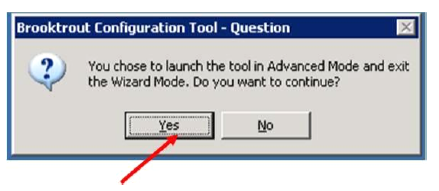 Brooktrout Configuration Tool - Question
You chose to launch the tool in Advanced Mode and exit
the Wizard Mode. Do you want to continue?
Yes
No